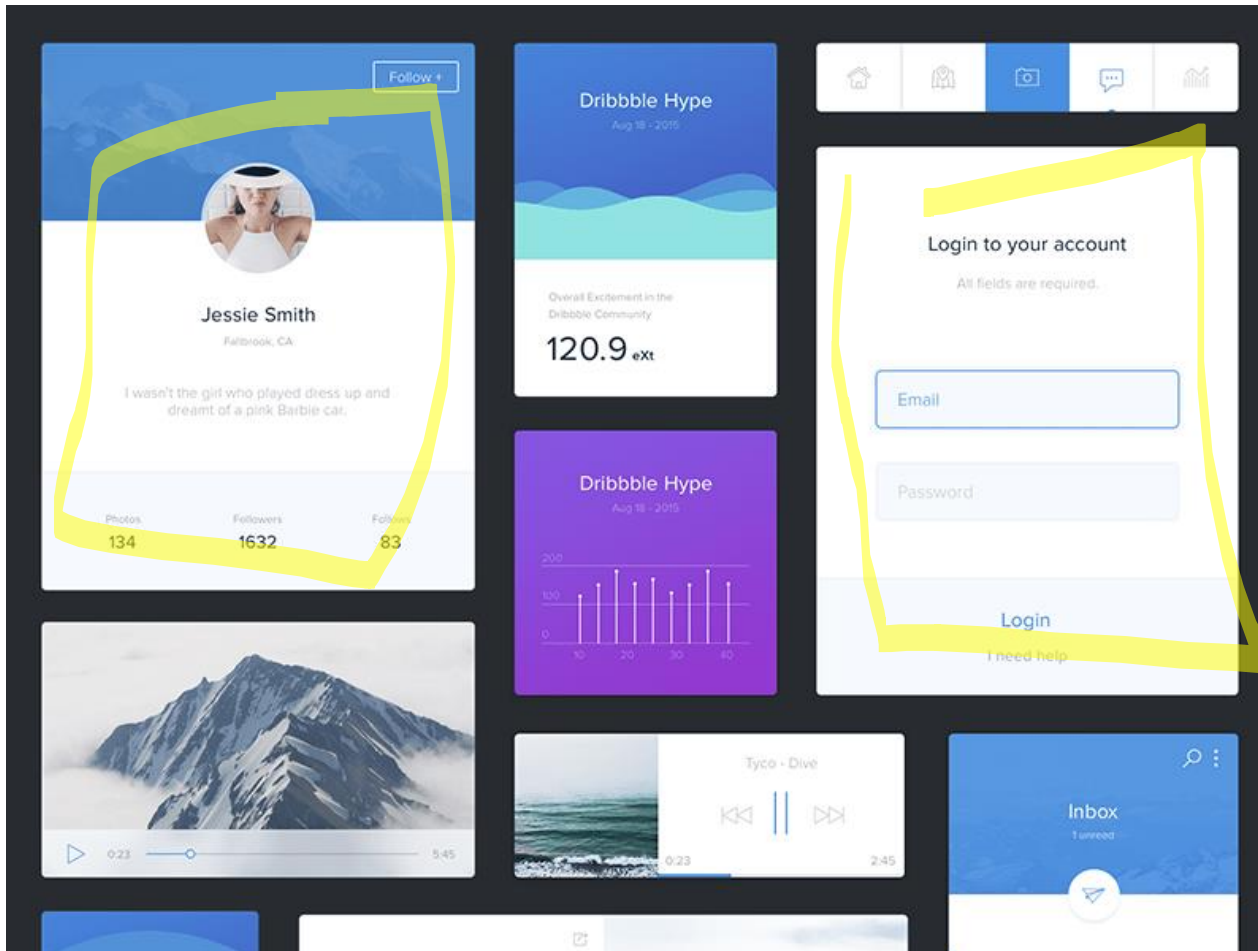 Follow +
Jessie Smith
Fallbrook, CA
I wasn't the girl who played dress up and
dreamt of a pink Barbie car.
Photos
Followers
Follows
134
1632
83
0:23
5:45
Dribbble Hype
Aug 18 - 2015
Overall Excitement in the
Dribbble Community
120.9 eXt
Dribbble Hype
Aug 18 - 2015
200
100
0
10
20
30
40
Tyco - Dive
0:23
2:45
Login to your account
All fields are required.
Email
Password
Login
I need help
Inbox
1 unread